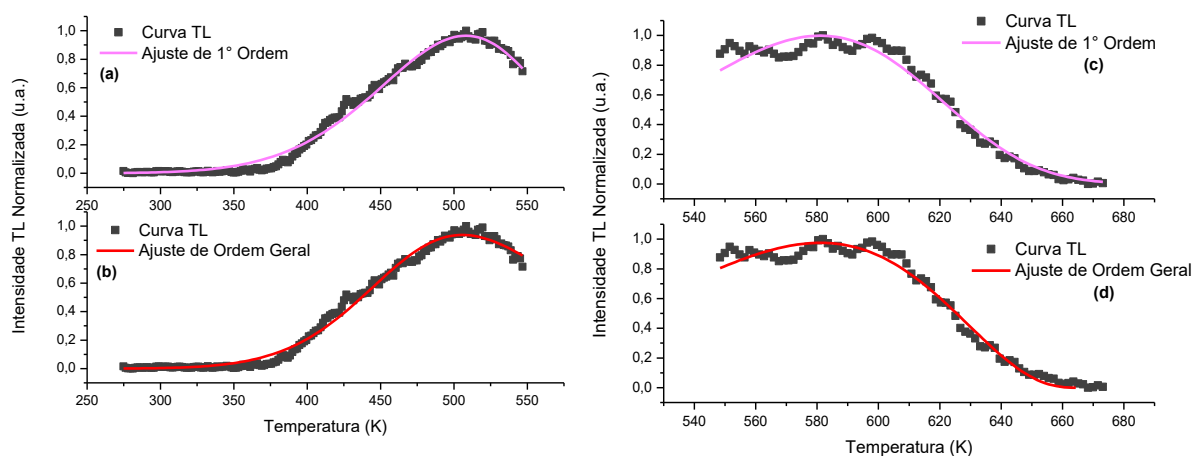 Intensidade TL Normalizada (u.a.)
1,0
0,8
0,6
0,4
0,2
0,0
Curva TL
Ajuste de 1° Ordem
(a)
250 300 350 400 450 500 550
1,0
0,8
0,6
0,4
0,2
0,0
Curva TL
Ajuste de Ordem Geral
(b)
250 300 350 400 450 500 550
Temperatura (K)
Intensidade TL Normalizada (u.a.)
1,0
0,8
0,6
0,4
0,2
0,0
Curva TL
Ajuste de 1° Ordem
(c)
540 560 580 600 620 640 660 680
1,0
0,8
0,6
0,4
0,2
0,0
Curva TL
Ajuste de Ordem Geral
(d)
540 560 580 600 620 640 660 680
Temperatura (K)